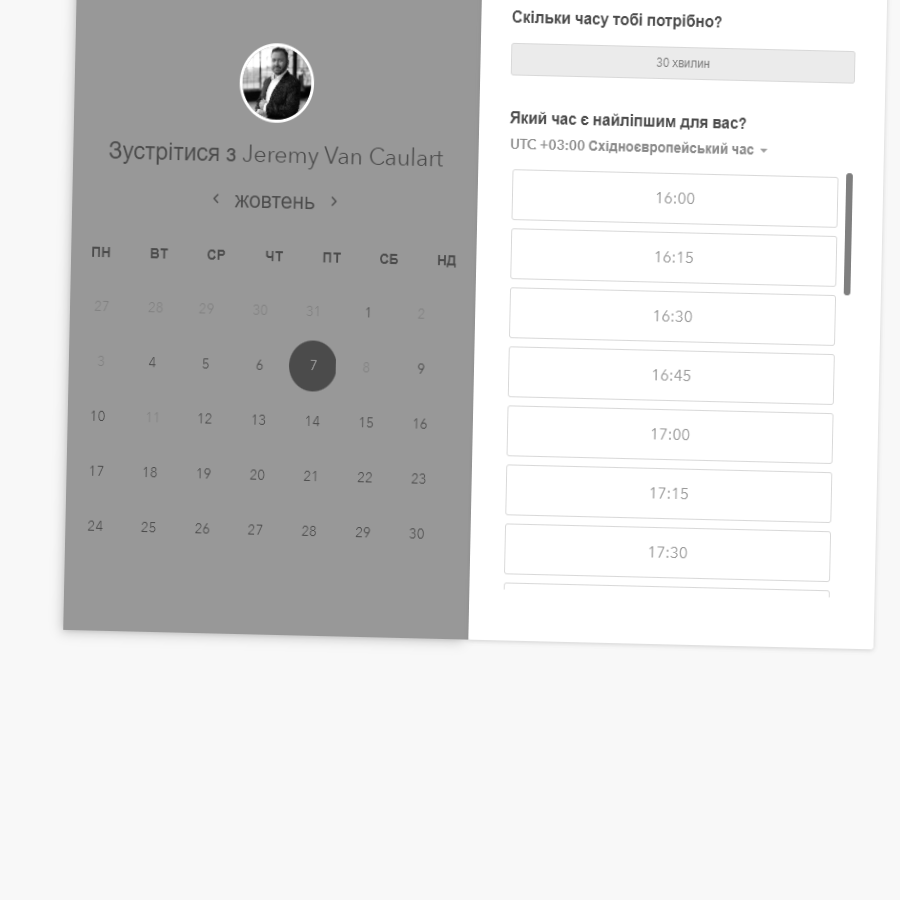 Зустрітися з Jeremy Van Caulart
‹ жовтень ›
ПН ВТ СР ЧТ ПТ СБ НД
27 28 29 30 31 1 2
3 4 5 6 7 8 9
10 11 12 13 14 15 16
17 18 19 20 21 22 23
24 25 26 27 28 29 30
Скільки часу тобі потрібно?
30 хвилин
Який час є найліпшим для вас?
UTC +03:00 Східноєвропейський час
16:00
16:15
16:30
16:45
17:00
17:15
17:30